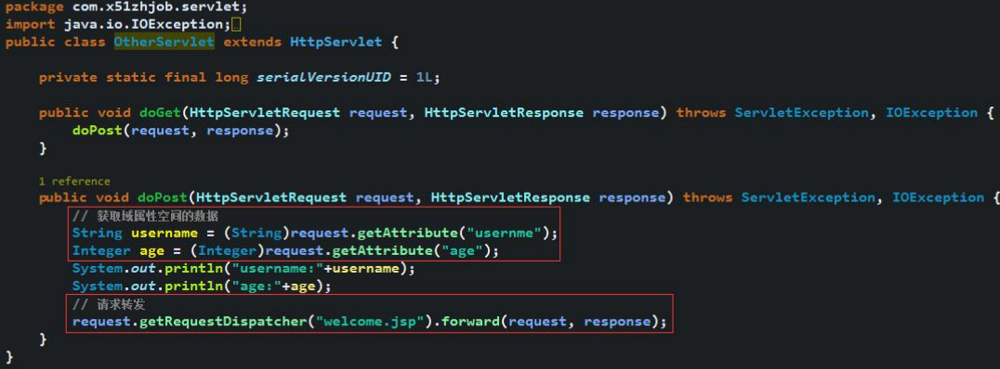 package com.x51zhjob.servlet;
import java.io.IOException;
public class OtherServlet extends HttpServlet {
private static final long serialVersionUID = 1L;
public void doGet(HttpServletRequest request, HttpServletResponse response) throws ServletException, IOException {
doPost(request, response);
}
1 reference
public void doPost(HttpServletRequest request, HttpServletResponse response) throws ServletException, IOException {
// 获取域属性空间的数据
String username = (String)request.getAttribute("usernme");
Integer age = (Integer)request.getAttribute("age");
System.out.println("username:"+username);
System.out.println("age:"+age);
// 请求转发
request.getRequestDispatcher("welcome.jsp").forward(request, response);
}
}